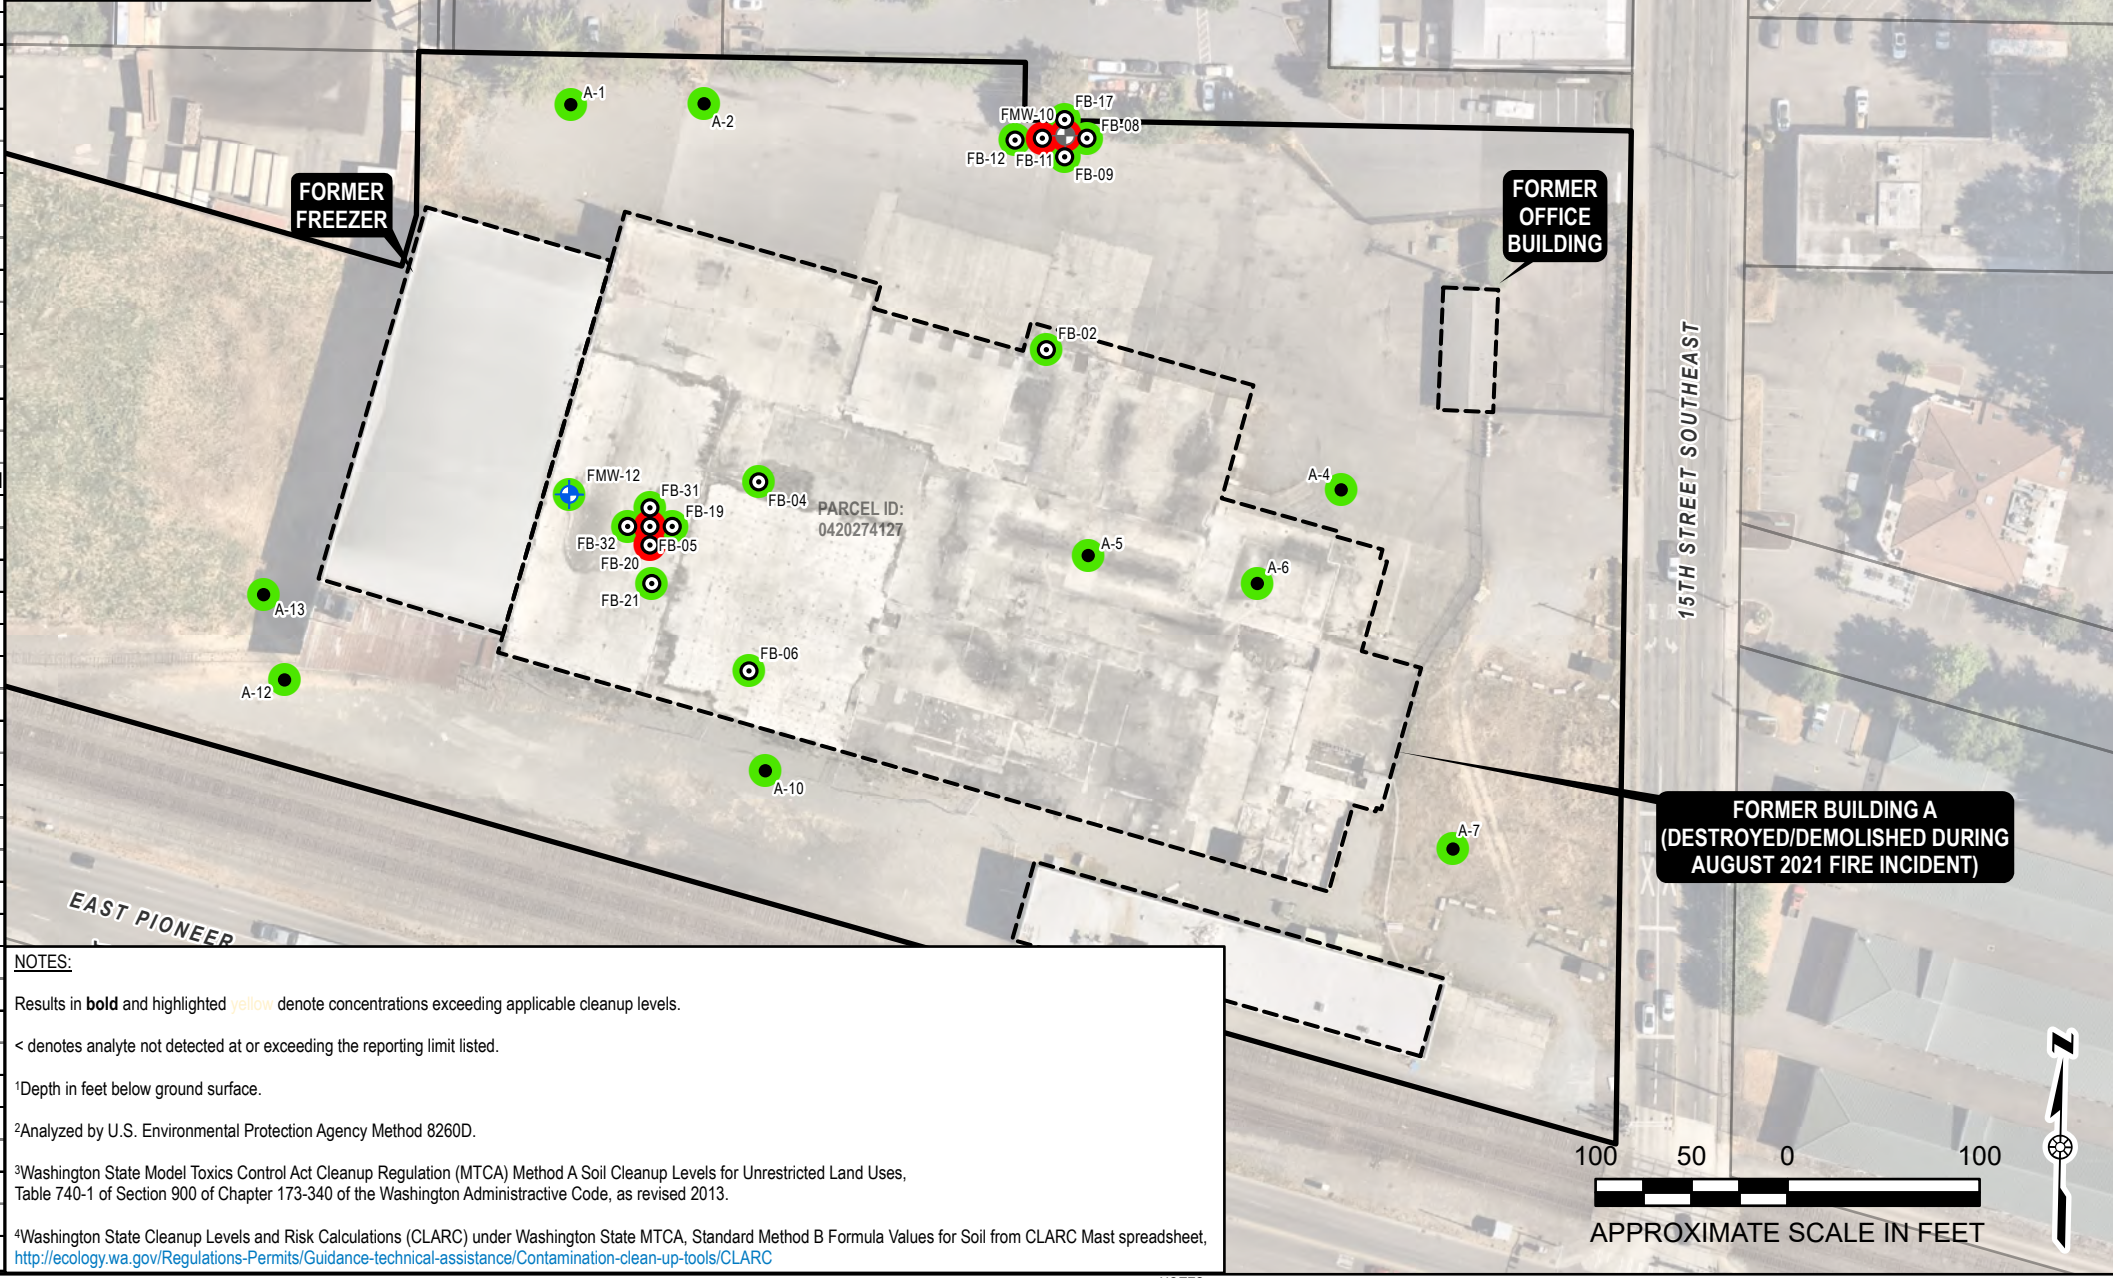 A-1
A-2
FB-17
FMW-10
FB-08
FB-12
FB-11
FB-09
FORMER
FREEZER
FORMER
OFFICE
BUILDING
FB-02
15TH STREET SOUTHEAST
FMW-12
FB-31
FB-04
FB-19
PARCEL ID:
0420274127
A-4
FB-32
FB-05
FB-20
A-5
A-6
FB-21
A-13
FB-06
A-12
A-10
A-7
FORMER BUILDING A
(DESTROYED/DEMOLISHED DURING
AUGUST 2021 FIRE INCIDENT)
EAST PIONEER
NOTES:
Results in bold and highlighted yellow denote concentrations exceeding applicable cleanup levels.
< denotes analyte not detected at or exceeding the reporting limit listed.
¹Depth in feet below ground surface.
²Analyzed by U.S. Environmental Protection Agency Method 8260D.
³Washington State Model Toxics Control Act Cleanup Regulation (MTCA) Method A Soil Cleanup Levels for Unrestricted Land Uses,
Table 740-1 of Section 900 of Chapter 173-340 of the Washington Administractive Code, as revised 2013.
⁴Washington State Cleanup Levels and Risk Calculations (CLARC) under Washington State MTCA, Standard Method B Formula Values for Soil from CLARC Mast spreadsheet,
http://ecology.wa.gov/Regulations-Permits/Guidance-technical-assistance/Contamination-clean-up-tools/CLARC
Z
100 50 0 100
APPROXIMATE SCALE IN FEET